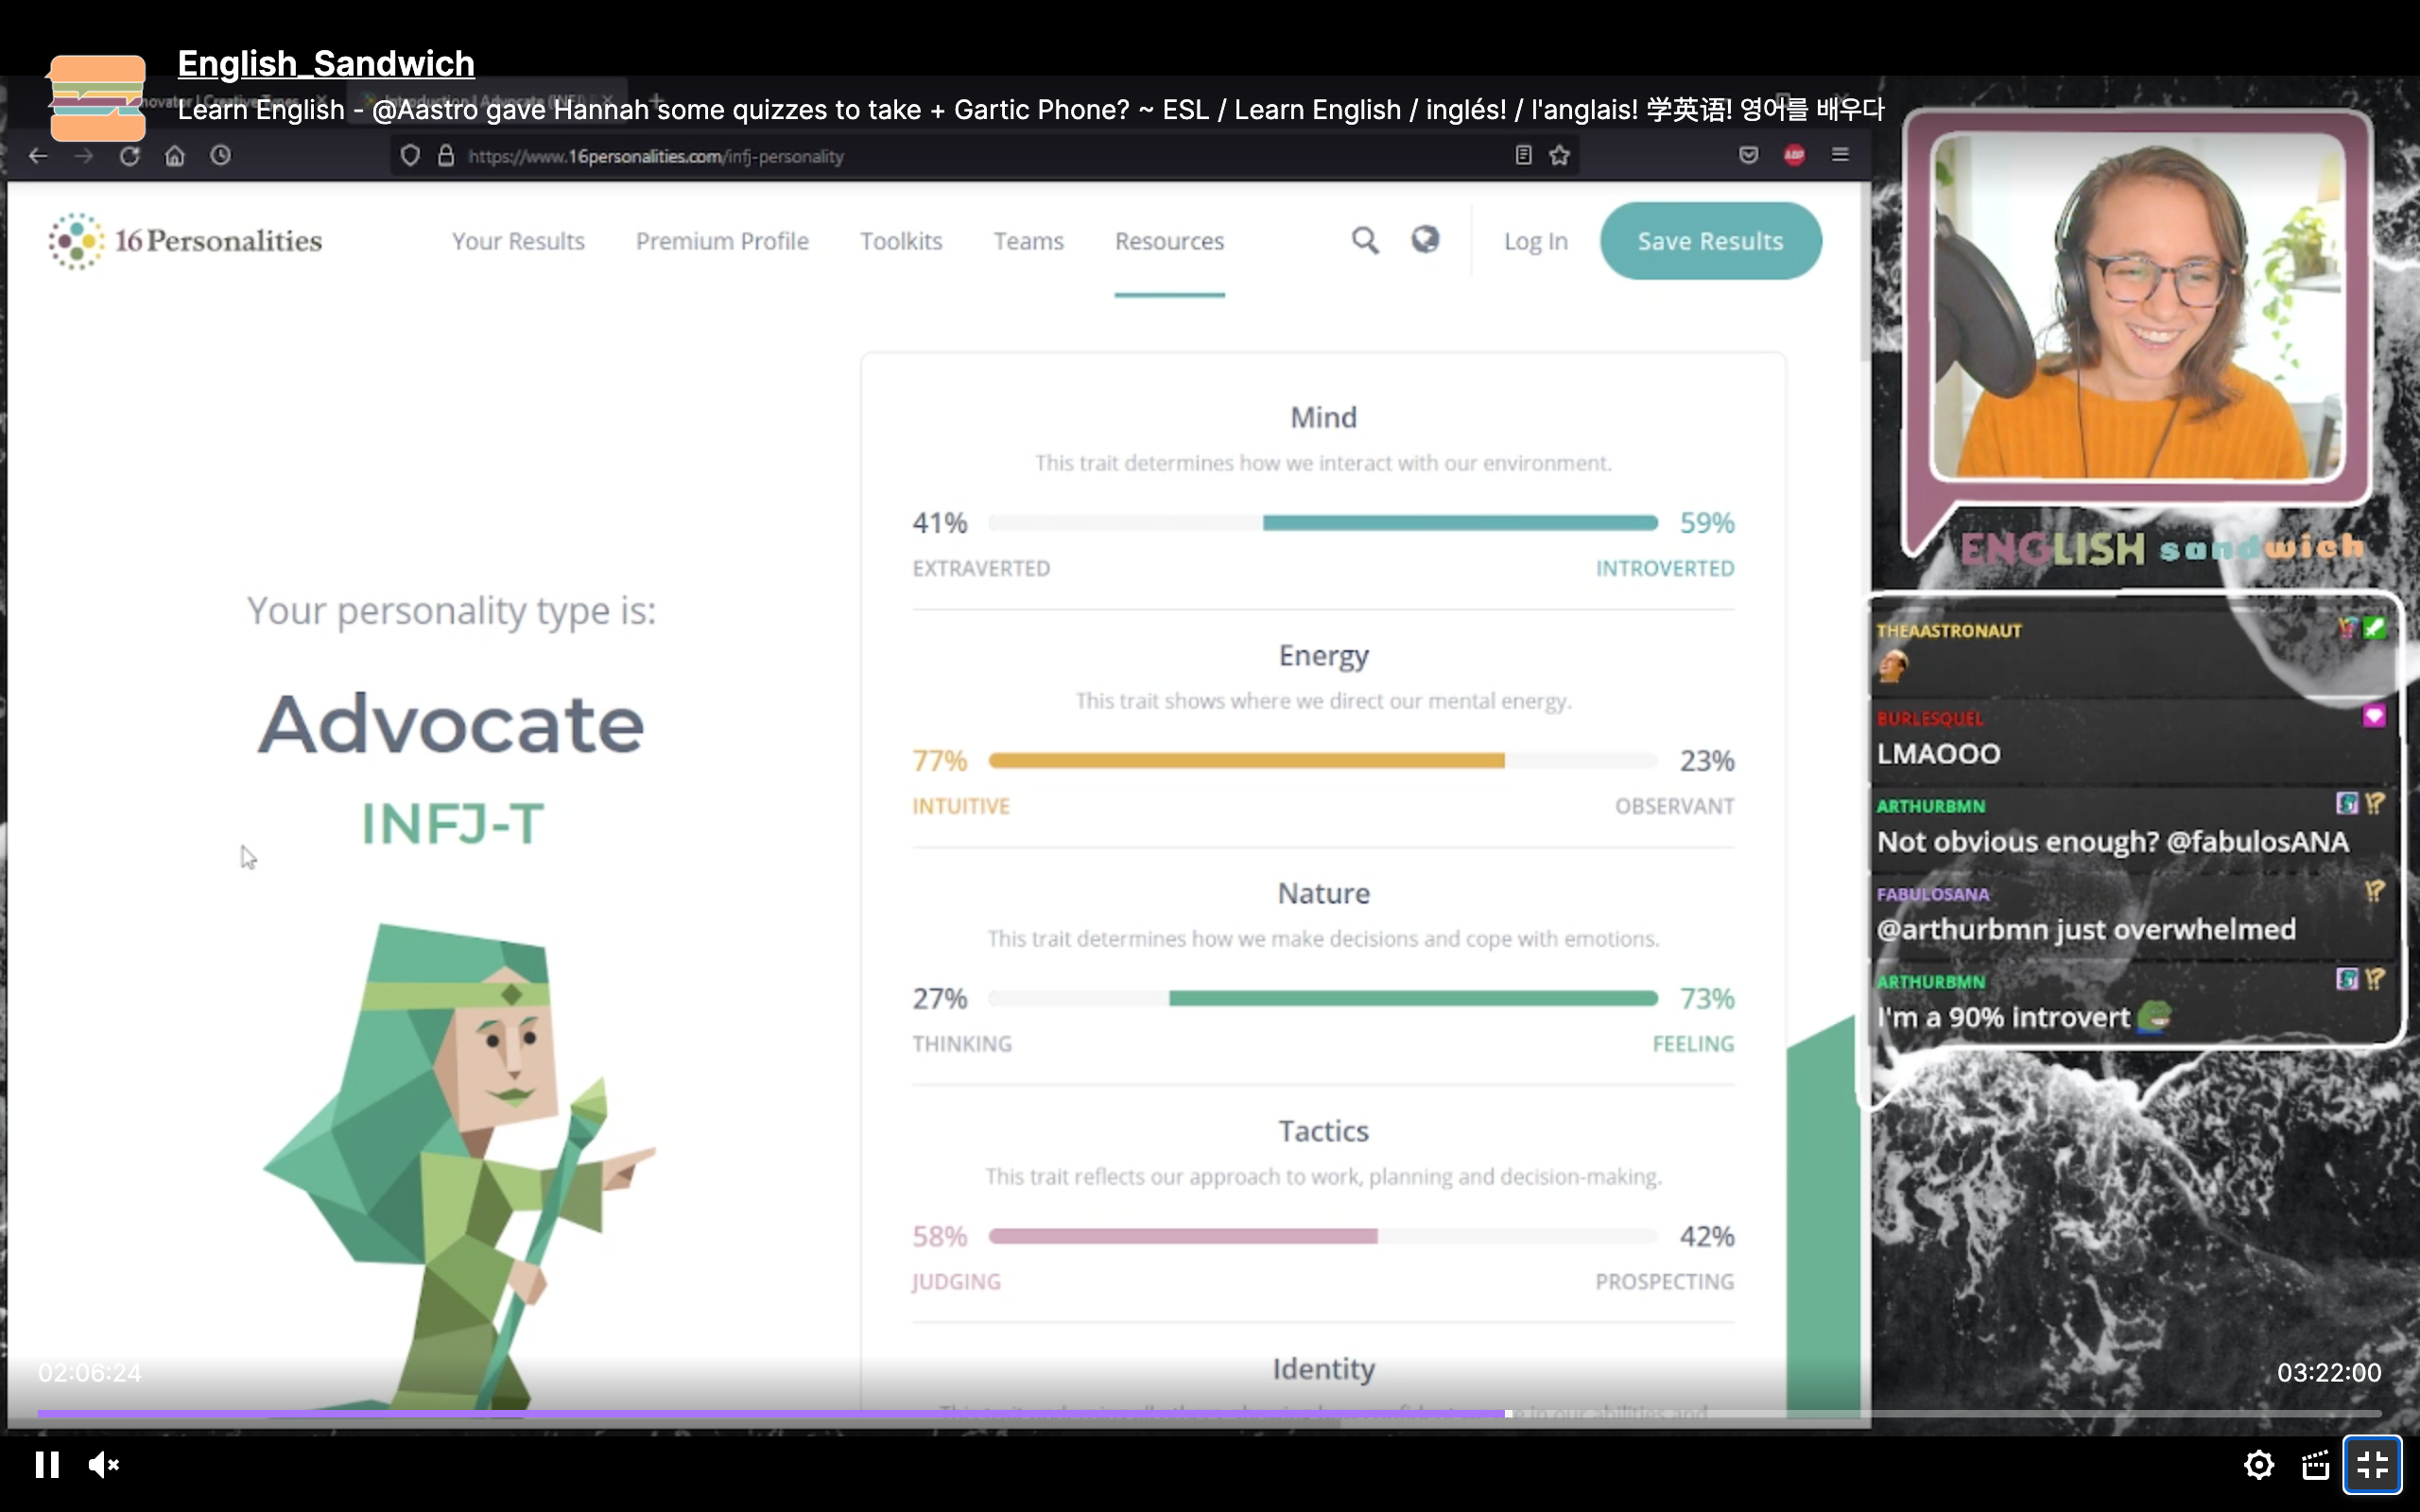 English_Sandwich
Learn English - @Aastro gave Hannah some quizzes to take + Gartic Phone? ~ ESL / Learn English / inglés! / l'anglais! 学英语! 영어를 배우다
https://www.16personalities.com/infj-personality
ABP
16Personalities
Your Results
Premium Profile
Toolkits
Teams
Resources
Log In
Save Results
Your personality type is:
Advocate
INFJ-T
Mind
This trait determines how we interact with our environment.
41% 59%
EXTRAVERTED INTROVERTED
Energy
This trait shows where we direct our mental energy.
77% 23%
INTUITIVE OBSERVANT
Nature
This trait determines how we make decisions and cope with emotions.
27% 73%
THINKING FEELING
Tactics
This trait reflects our approach to work, planning and decision-making.
58% 42%
JUDGING PROSPECTING
Identity
ENGLISH sandwich
THEAASTRONAUT
BURLESQUEL
LMAOOO
ARTHURBMN
Not obvious enough? @fabulosANA
FABULOSANA
@arthurbmn just overwhelmed
ARTHURBMN
I'm a 90% introvert
02:06:24
03:22:00